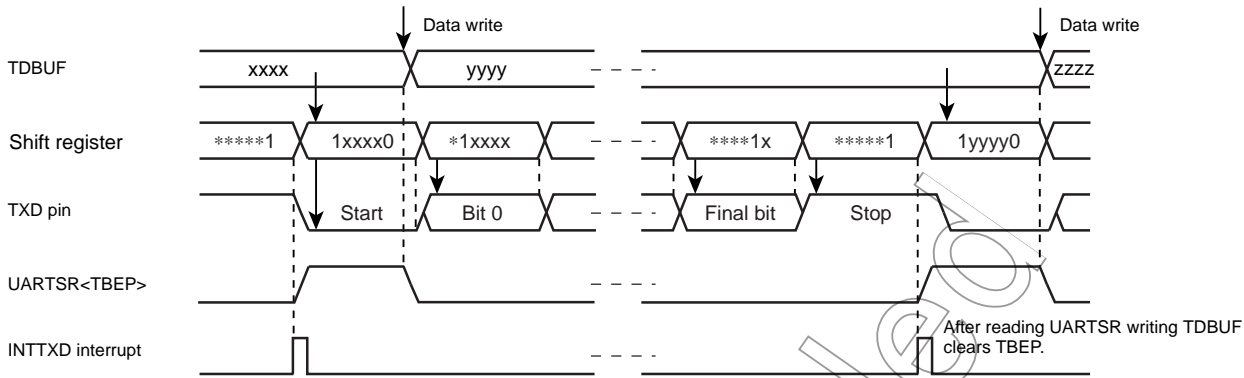 Data write Data write
TDBUF xxxx yyyy zzzz
Shift register *****1 1xxxx0 *1xxxx ****1x *****1 1yyyy0
TXD pin Start Bit 0 Final bit Stop
UARTSR<TBEP>
After reading UARTSR writing TDBUF
INTTXD interrupt clears TBEP.